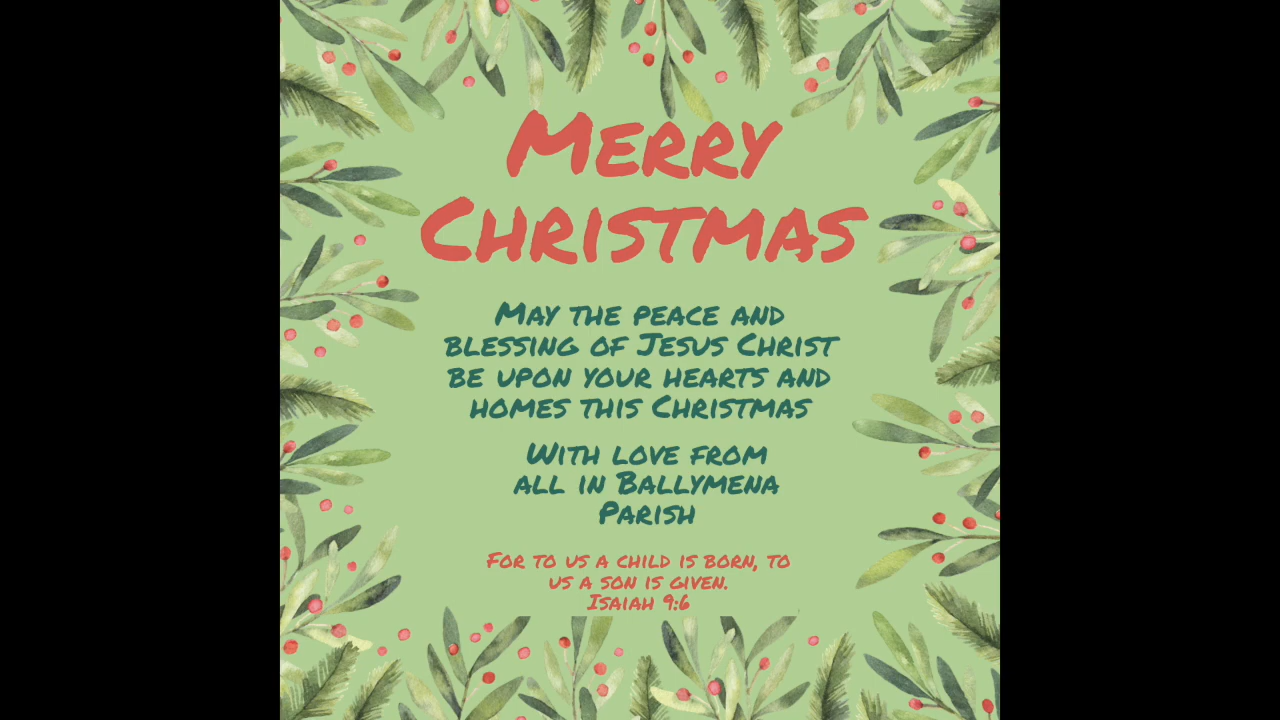 Merry
Christmas
May the peace and
blessing of Jesus Christ
be upon your hearts and
homes this Christmas
With love from
all in Ballymena
Parish
For to us a child is born, to
us a son is given.
Isaiah 9:6